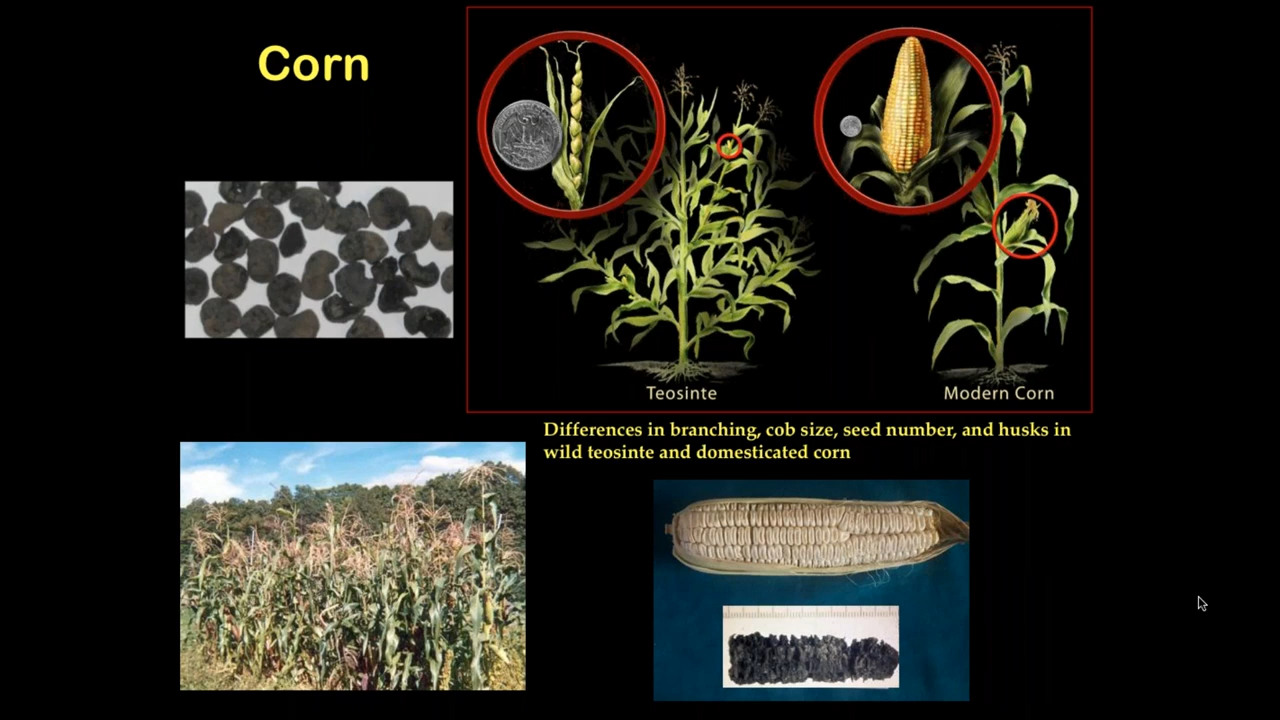 Corn
Teosinte
Modern Corn
Differences in branching, cob size, seed number, and husks in
wild teosinte and domesticated corn